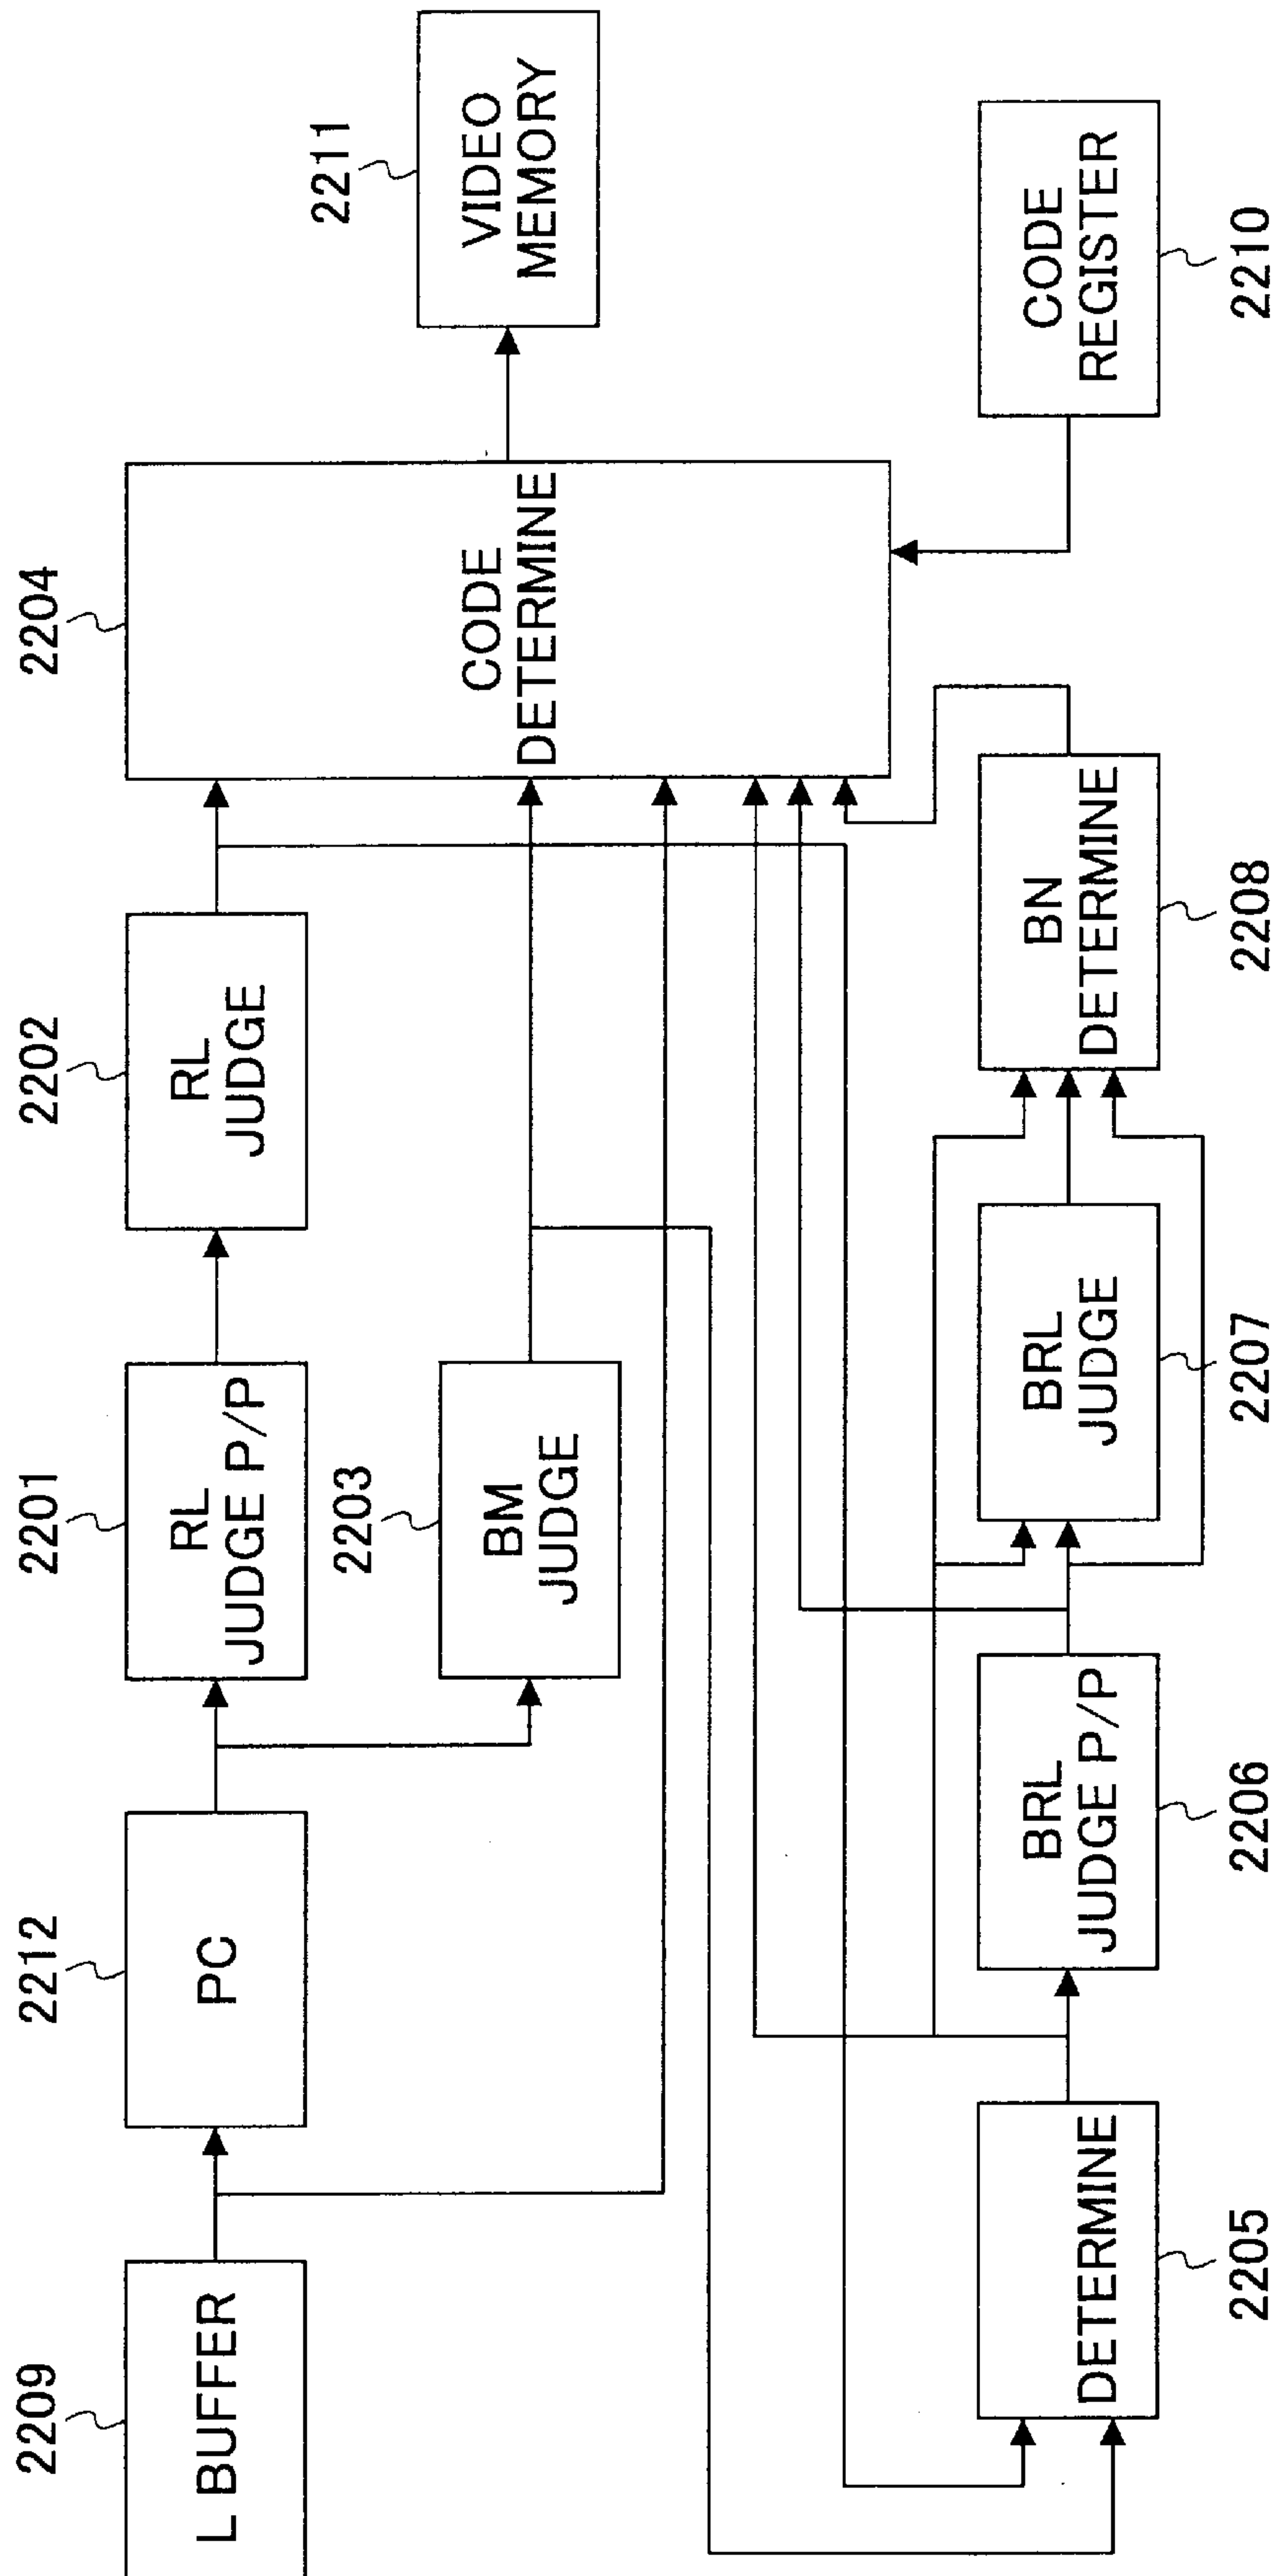 2209
L BUFFER
2212
PC
2201
RL
JUDGE P/P
2202
RL
JUDGE
2203
BM
JUDGE
2204
CODE
DETERMINE
2211
VIDEO
MEMORY
DETERMINE
2205
BRL
JUDGE P/P
2206
BRL
JUDGE
2207
BN
DETERMINE
2208
CODE
REGISTER
2210